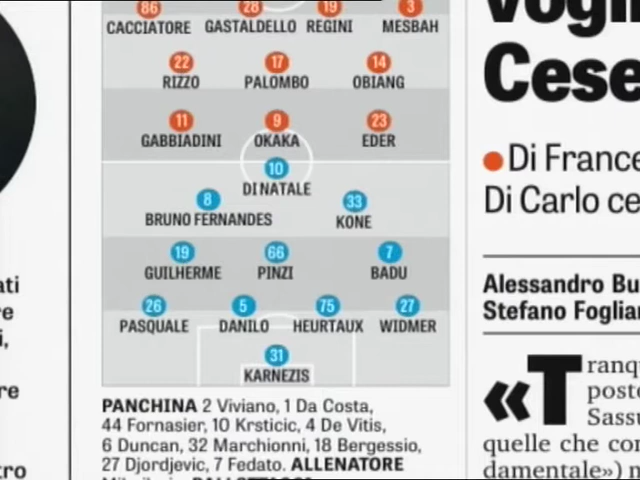 86 28 19 3
CACCIATORE GASTALDELLO REGINI MESBAH
22 17 14
RIZZO PALOMBO OBIANG
11 9 23
GABBIADINI OKAKA EDER
10
DI NATALE
8 33
BRUNO FERNANDES KONE
19 66 7
GUILHERME PINZI BADU
26 5 75 27
PASQUALE DANILO HEURTAUX WIDMER
31
KARNEZIS
PANCHINA 2 Viviano, 1 Da Costa,
44 Fornasier, 10 Krsticic, 4 De Vitis,
6 Duncan, 32 Marchionni, 18 Bergessio,
27 Djordjevic, 7 Fedato. ALLENATORE
Cese
Di France
Di Carlo ce
Alessandro Bu
Stefano Foglia
«Tranqu
posto
Sassu
quelle che con
damentale») n